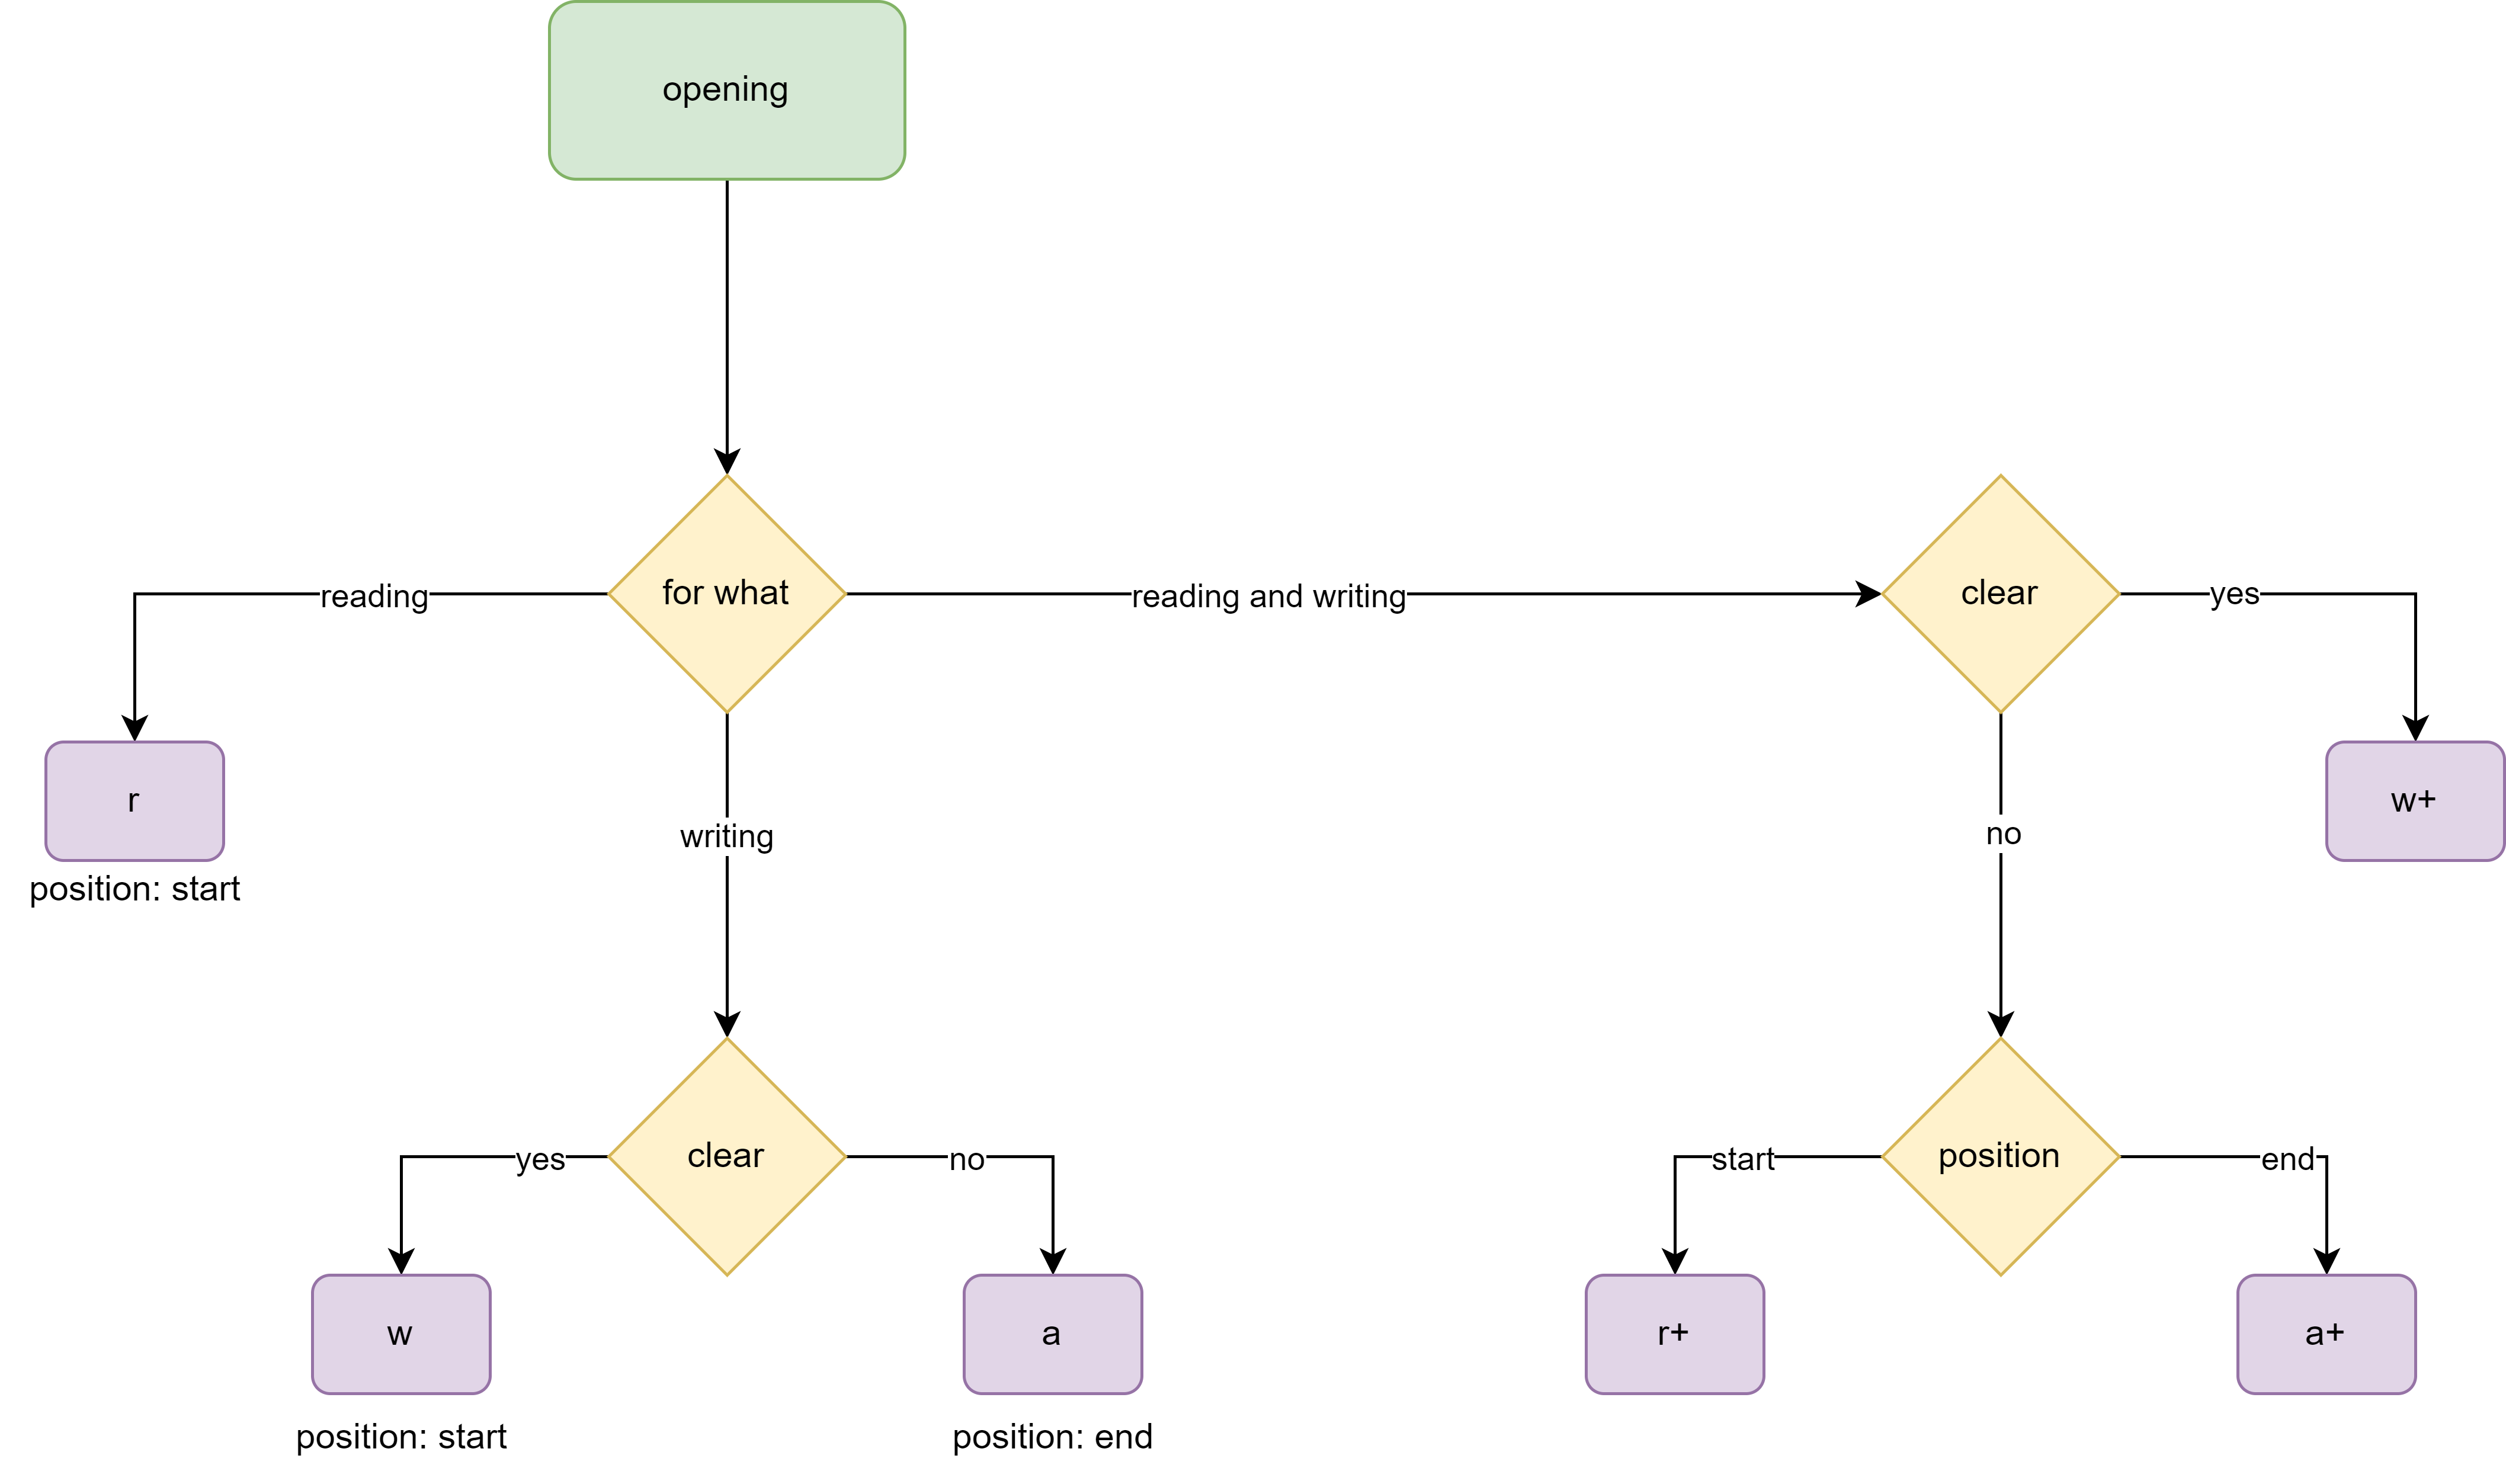 opening
for what
reading
reading and writing
clear
yes
r
position: start
writing
no
w+
clear
yes
no
position
start
end
w
a
r+
a+
position: start
position: end